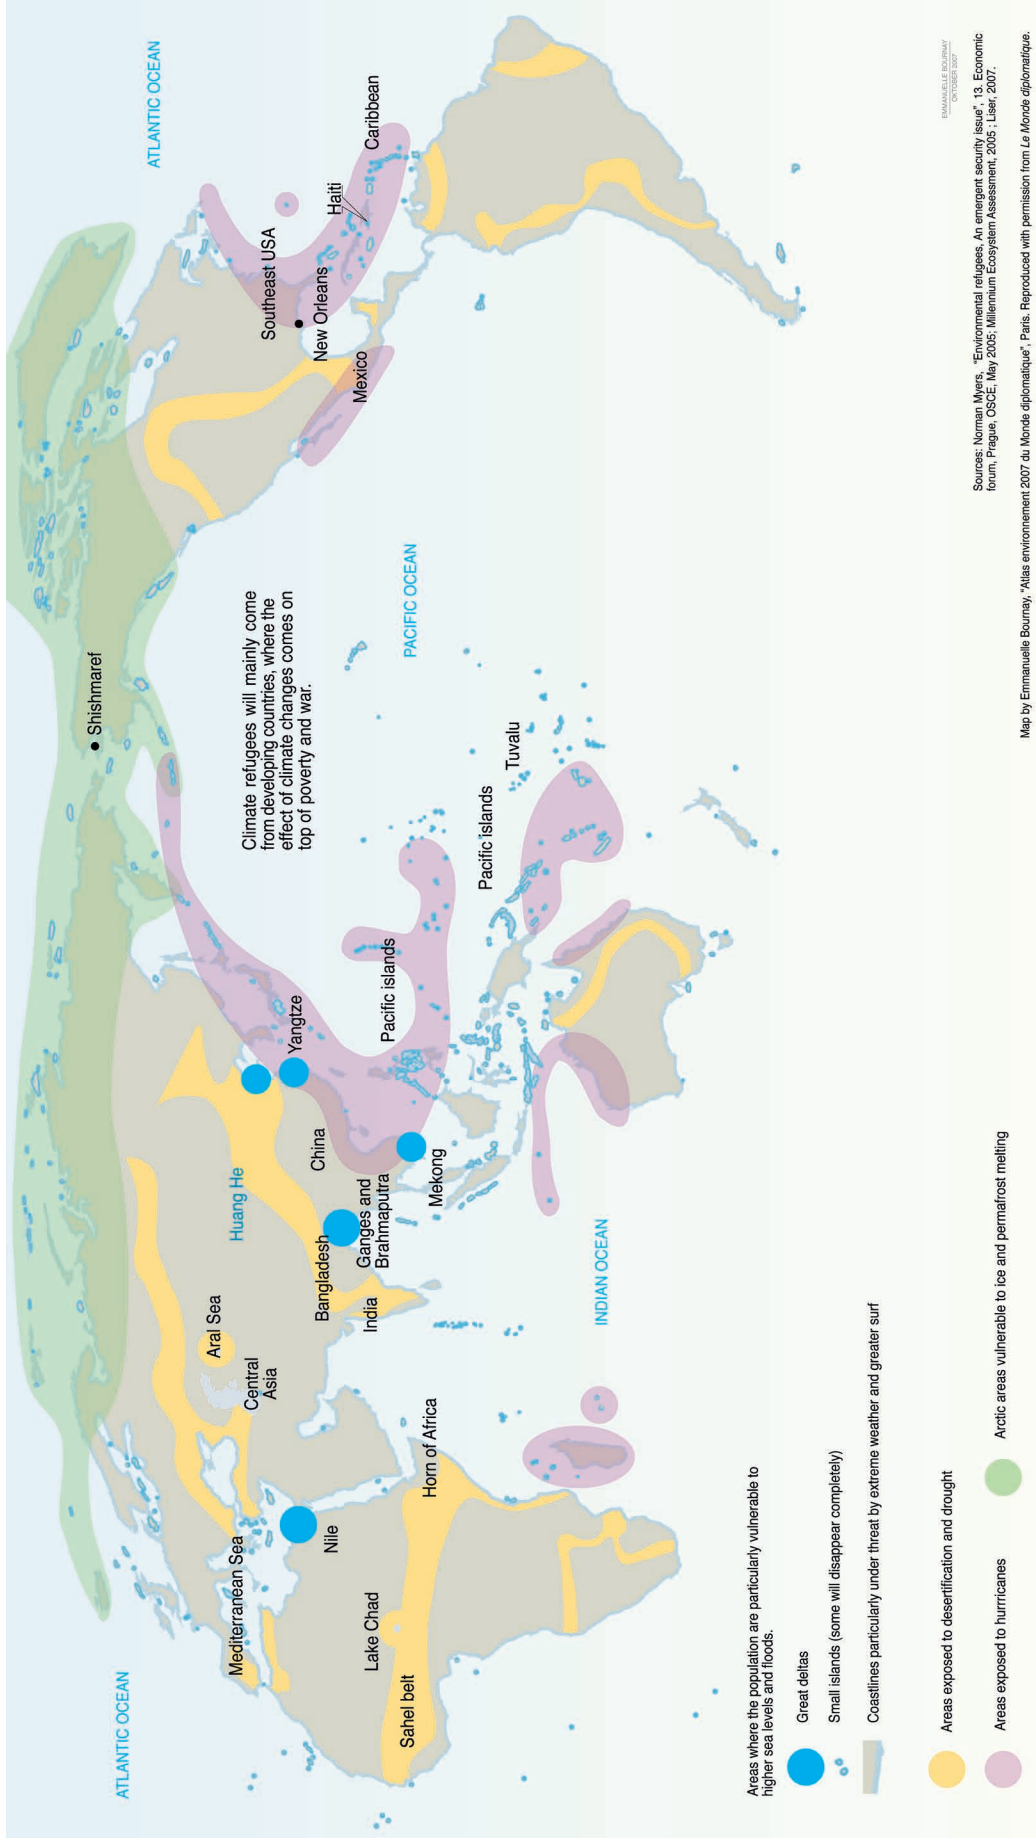 ATLANTIC OCEAN
ATLANTIC OCEAN
Shishmaref
Climate refugees will mainly come
from developing countries, where the
effect of climate changes comes on
top of poverty and war.
Southeast USA
New Orleans
Haiti
Caribbean
Mexico
PACIFIC OCEAN
Mediterranean Sea
Aral Sea
Central
Asia
Huang He
Yangtze
China
Nile
Bangladesh
Ganges and
Brahmaputra
India
Mekong
Pacific islands
Pacific islands
Tuvalu
Lake Chad
Sahel belt
Horn of Africa
INDIAN OCEAN
Areas where the population are particularly vulnerable to
higher sea levels and floods.
Great deltas
Small islands (some will disappear completely)
Coastlines particularly under threat by extreme weather and greater surf
Areas exposed to desertification and drought
Areas exposed to hurrricanes
Arctic areas vulnerable to ice and permafrost melting
EMMANUELLE BOURNAY
OKTOBER 2007
Sources: Norman Myers, "Environmental refugees, An emergent security issue", 13. Economic
forum, Prague, OSCE, May 2005; Millennium Ecosystem Assessment, 2005 ; Liser, 2007.
Map by Emmanuelle Bournay, "Atlas environnement 2007 du Monde diplomatique", Paris. Reproduced with permission from Le Monde diplomatique.